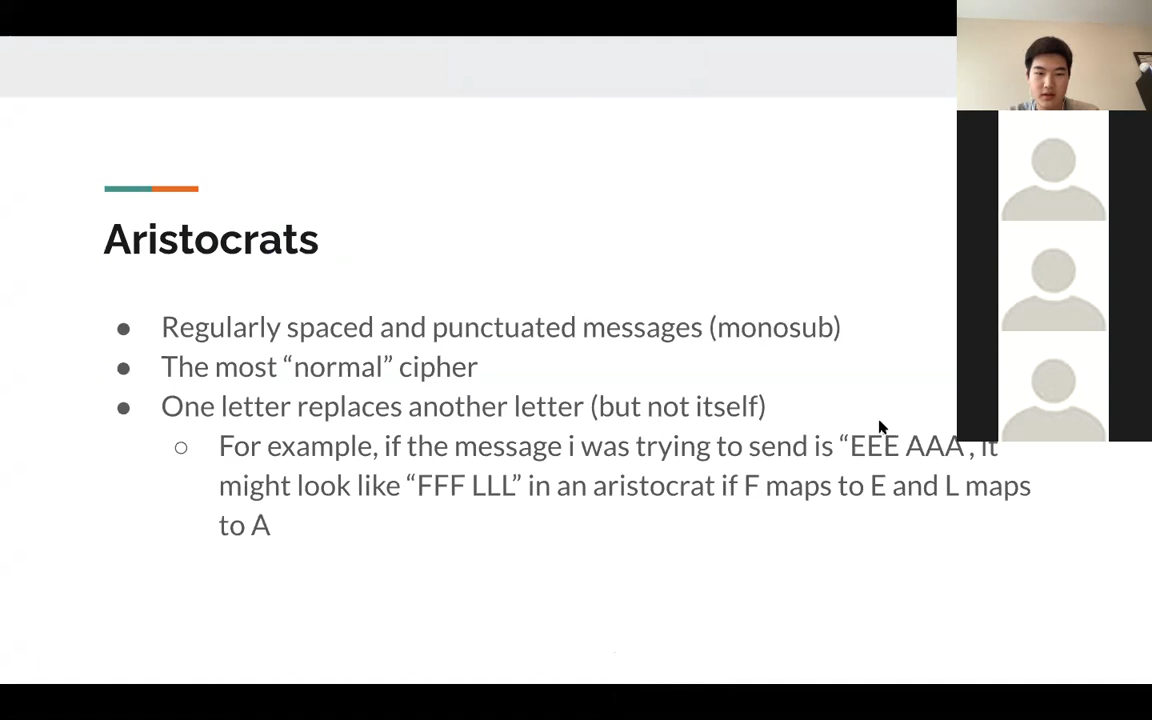 Aristocrats
● Regularly spaced and punctuated messages (monosub)
● The most “normal” cipher
● One letter replaces another letter (but not itself)
○ For example, if the message i was trying to send is “EEE AAA”, it
might look like “FFF LLL” in an aristocrat if F maps to E and L maps
to A